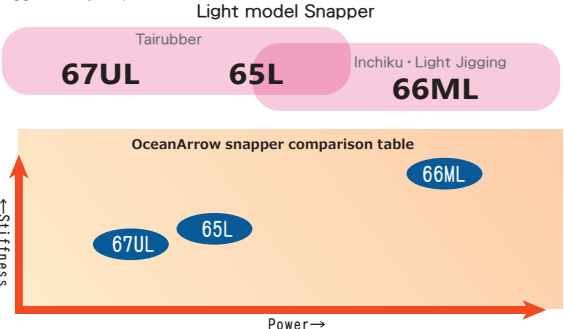 Light model Snapper
Tairubber
67UL
65L
Inchiku・Light Jigging
66ML
OceanArrow snapper comparison table
66ML
65L
67UL
←Stiffness
Power→